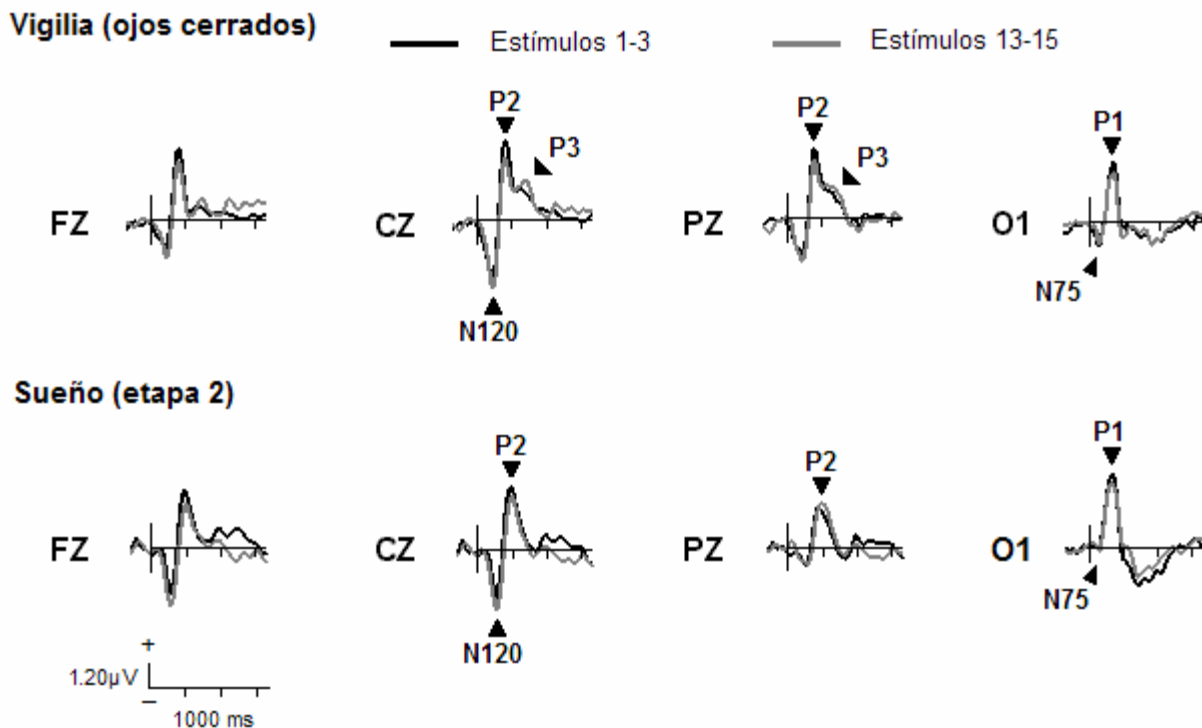 Vigilia (ojos cerrados)
Estímulos 1-3
Estímulos 13-15
P2
P3
P2
P3
P1
FZ
CZ
PZ
O1
N120
N75
Sueño (etapa 2)
P2
P2
P1
FZ
CZ
PZ
O1
N75
N120
+
1.20µV
−
1000 ms